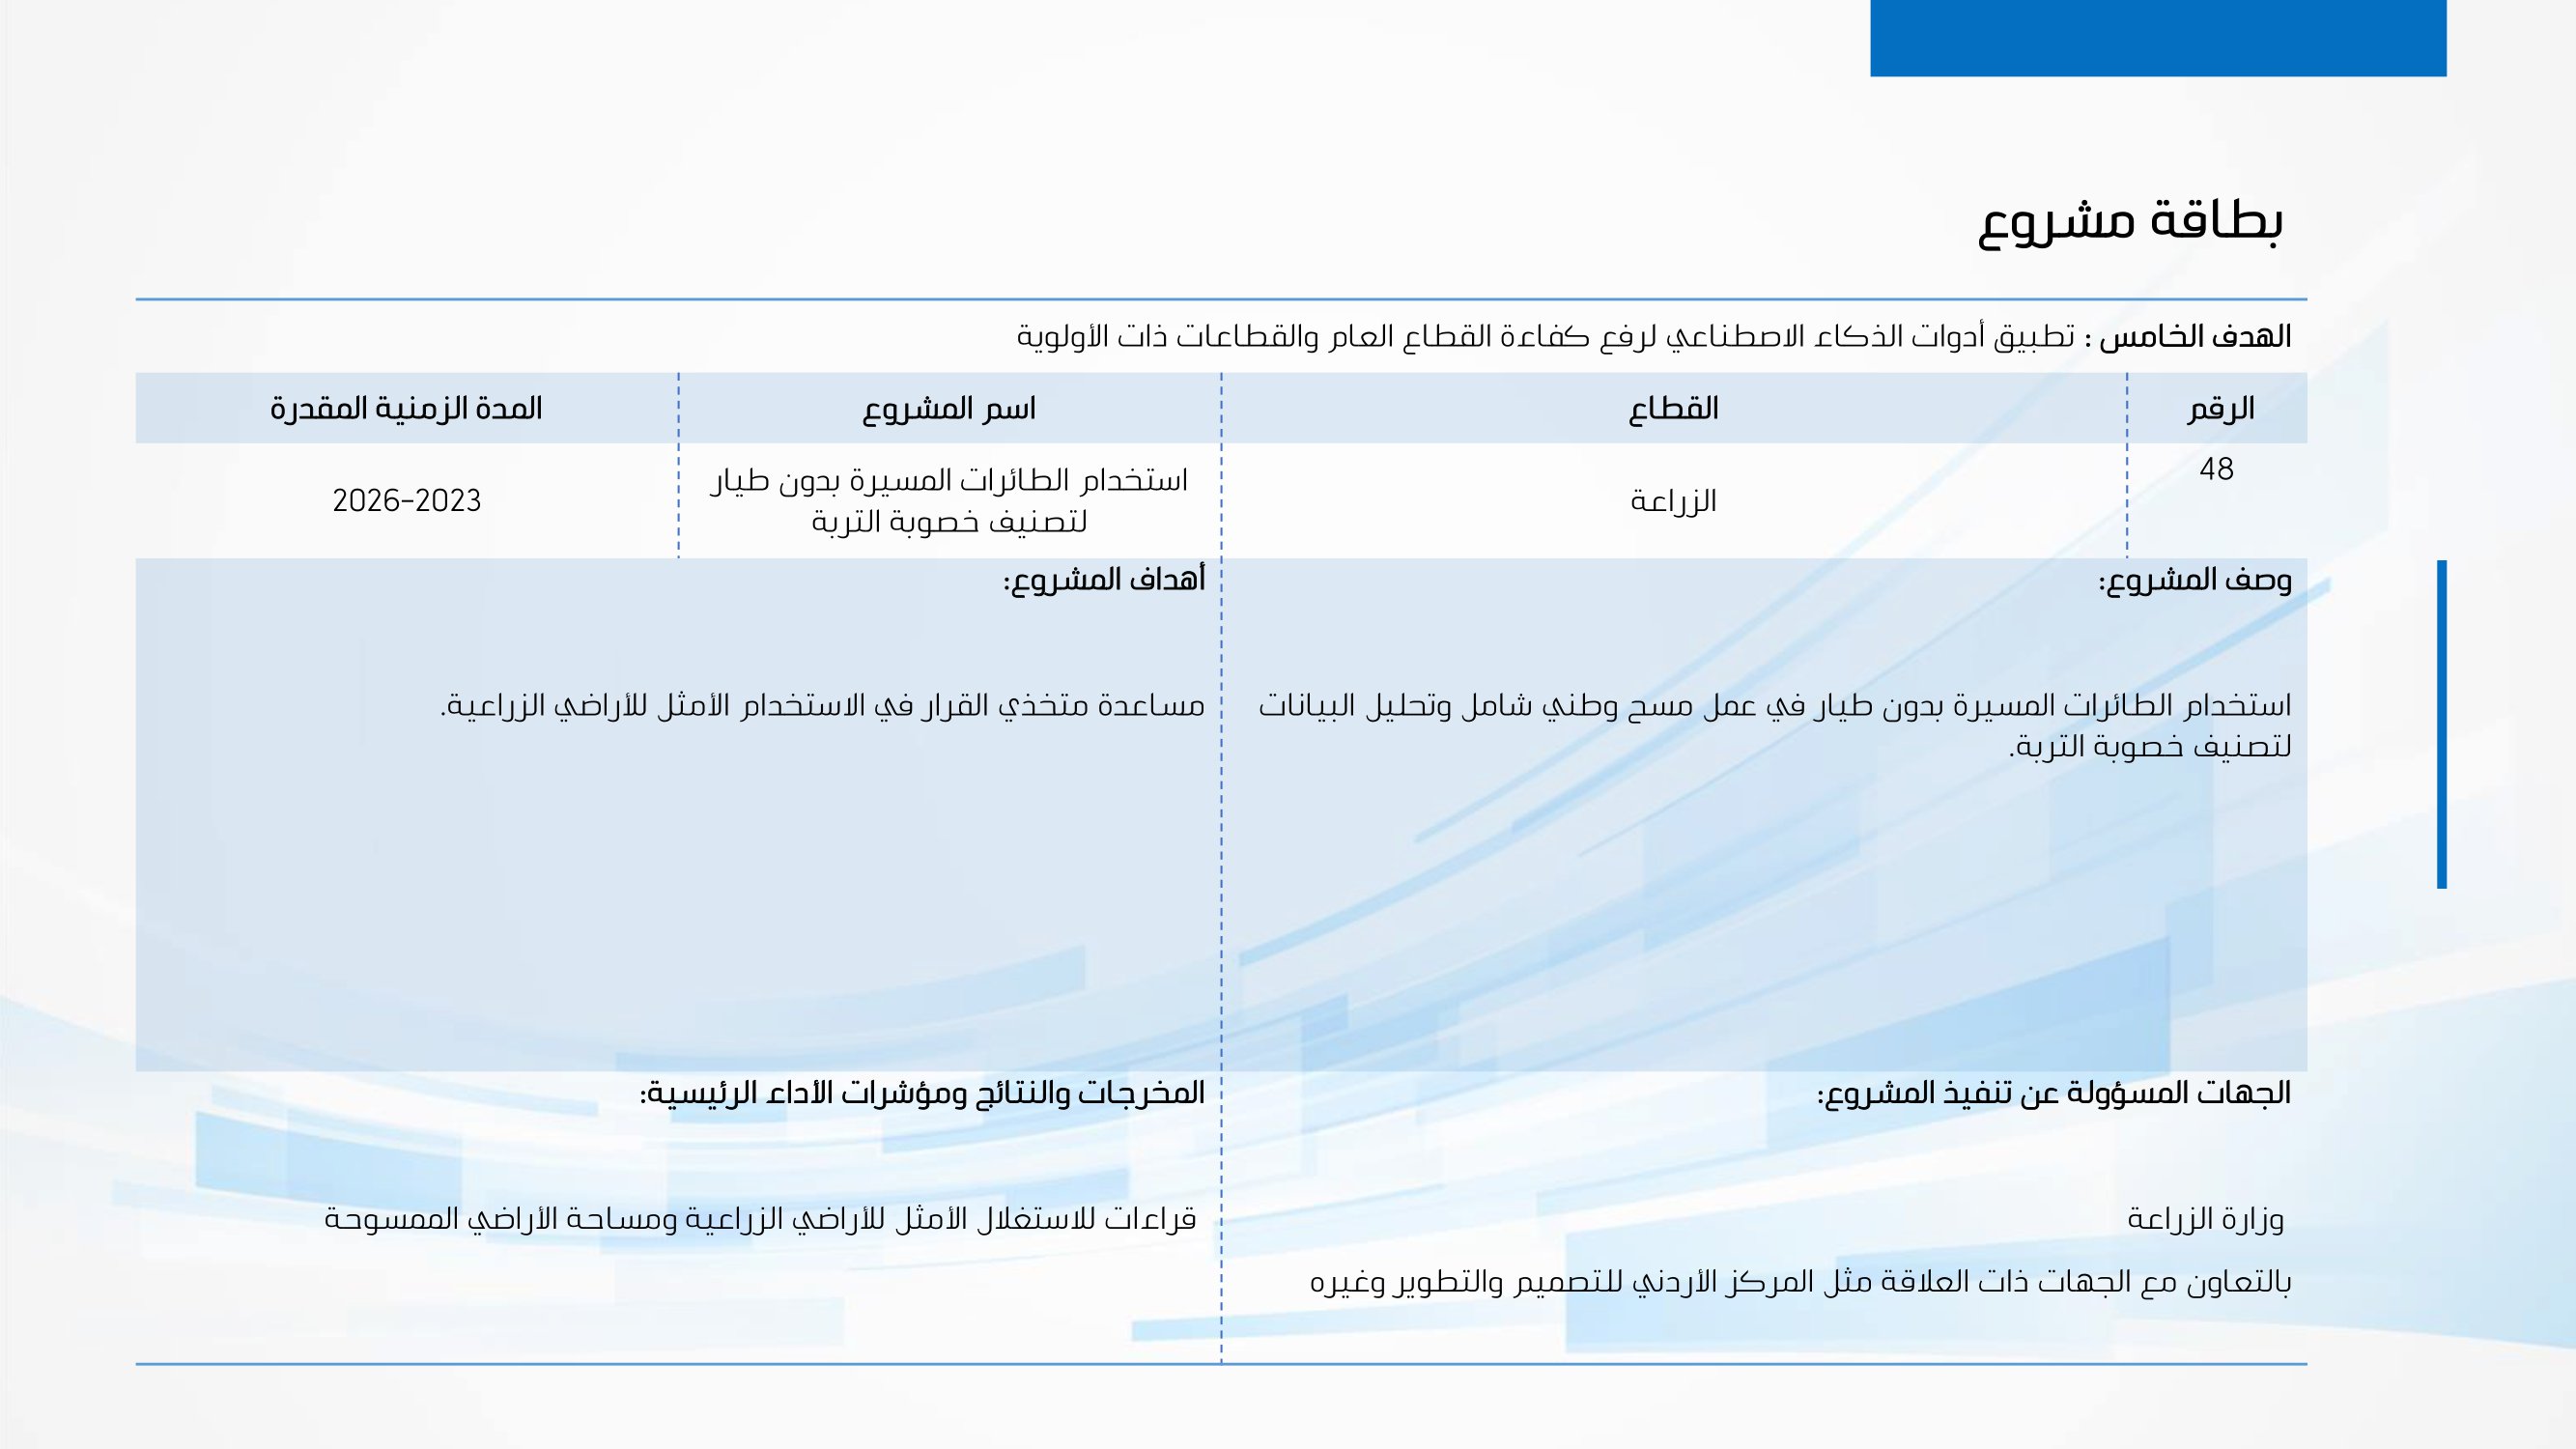 بطاقة مشروع
الهدف الخامس : تطبيق أدوات الذكاء الاصطناعي لرفع كفاءة القطاع العام والقطاعات ذات الأولوية
الرقم
القطاع
اسم المشروع
المدة الزمنية المقدرة
48
الزراعة
استخدام الطائرات المسيرة بدون طيار
لتصنيف خصوبة التربة
2026-2023
وصف المشروع:
استخدام الطائرات المسيرة بدون طيار في عمل مسح وطني شامل وتحليل البيانات
لتصنيف خصوبة التربة.
أهداف المشروع:
مساعدة متخذي القرار في الاستخدام الأمثل للأراضي الزراعية.
الجهات المسؤولة عن تنفيذ المشروع:
وزارة الزراعة
بالتعاون مع الجهات ذات العلاقة مثل المركز الأردني للتصميم والتطوير وغيره
المخرجات والنتائج ومؤشرات الأداء الرئيسية:
قراءات للاستغلال الأمثل للأراضي الزراعية ومساحة الأراضي الممسوحة